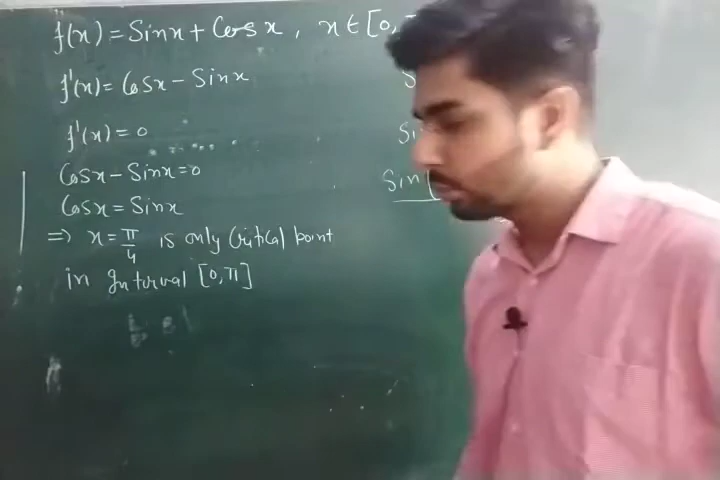 f(x) = Sinx + Cosx, x ∈ [0,
f'(x) = Cosx - Sinx
f'(x) = 0
Cosx - Sinx = 0
Cosx = Sinx
⇒ x = π/4 is only Critical point
in Interval [0, π]
S
Si
Sin[